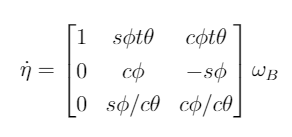 η̇ = [ 1 sϕtθ cϕtθ
0 cϕ −sϕ
0 sϕ/cθ cϕ/cθ ] ω_B